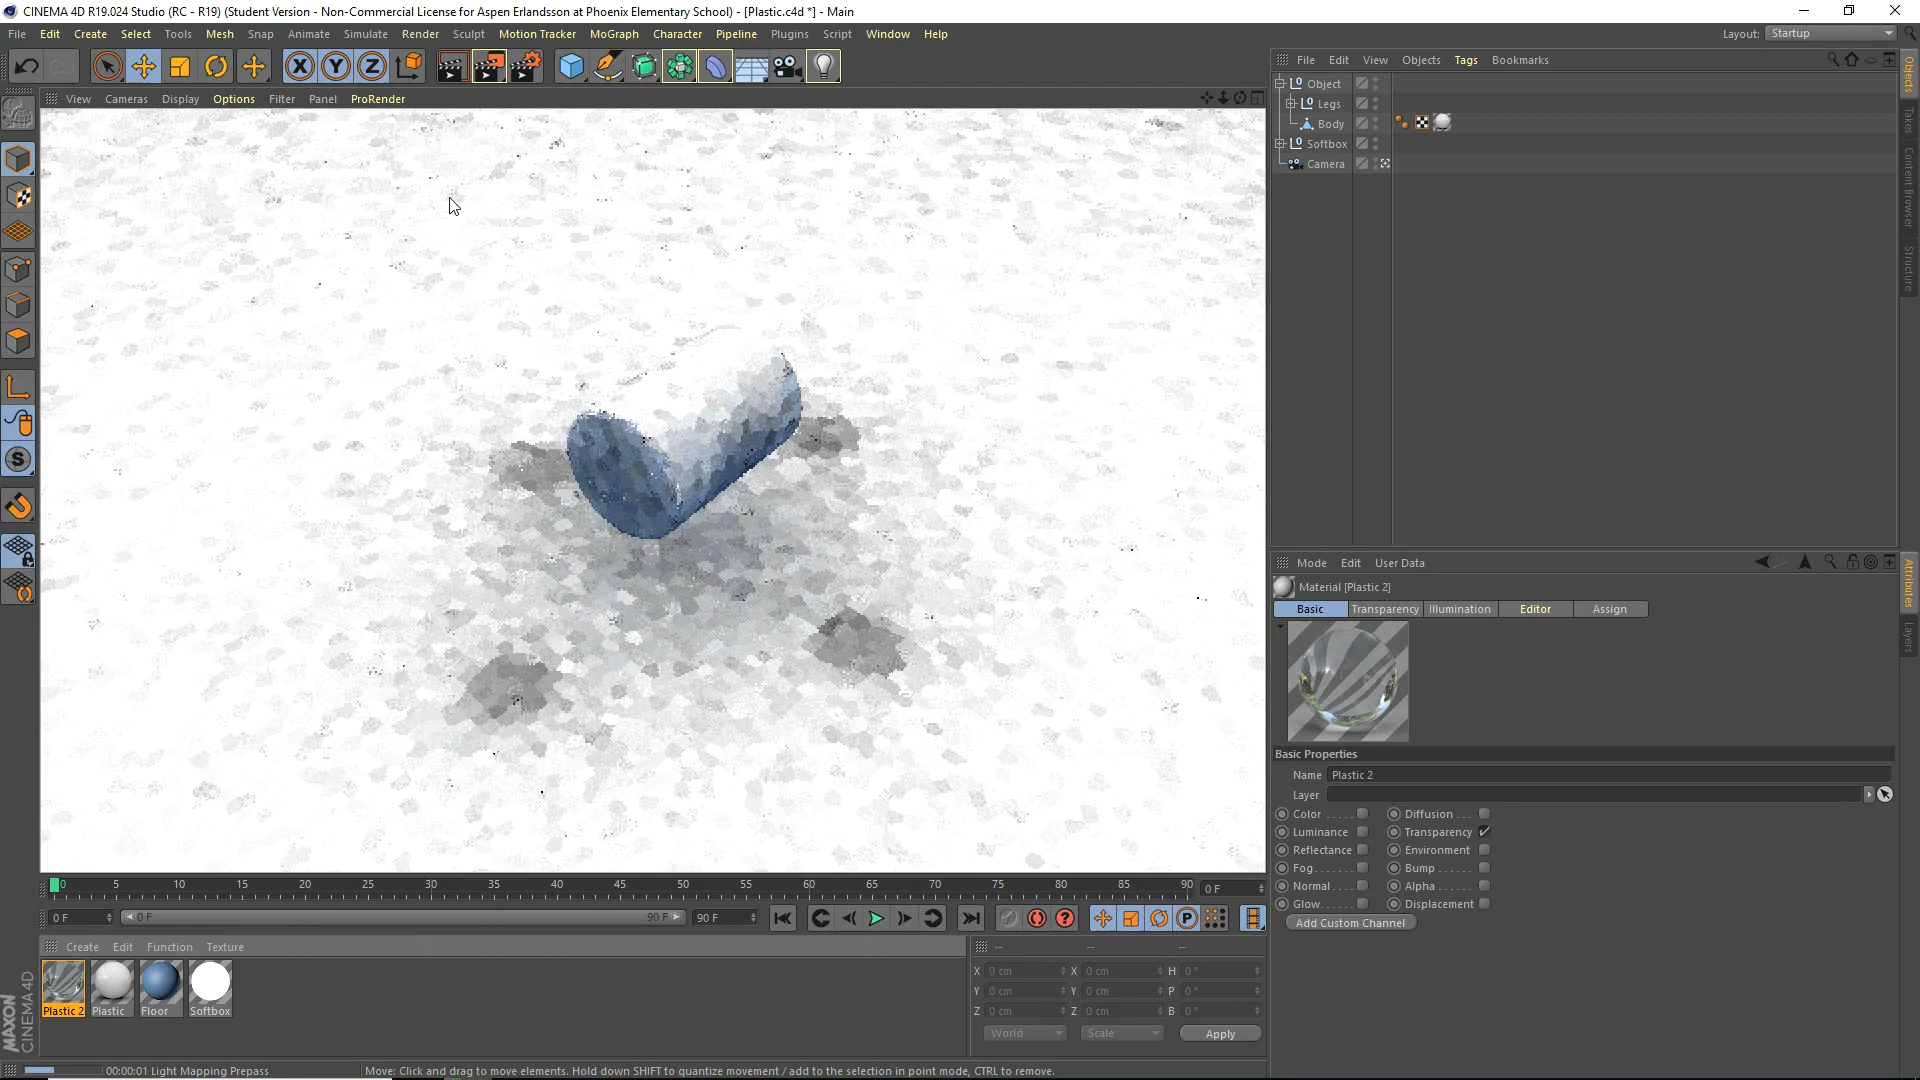 CINEMA 4D R19.024 Studio (RC - R19) (Student Version - Non-Commercial License for Aspen Erlandsson at Phoenix Elementary School) - [Plastic.c4d *] - Main
File Edit Create Select Tools Mesh Snap Animate Simulate Render Sculpt Motion Tracker MoGraph Character Pipeline Plugins Script Window Help
Layout: Startup
View Cameras Display Options Filter Panel ProRender
File Edit View Objects Tags Bookmarks
Object
Legs
Body
Softbox
Camera
Objects
Takes
Content Browser
Structure
Mode Edit User Data
Material [Plastic 2]
Basic Transparency Illumination Editor Assign
Basic Properties
Name Plastic 2
Layer
Color . . . . . Diffusion . . .
Luminance Transparency
Reflectance Environment
Fog. . . . . . . Bump . . . . . .
Normal . . . . Alpha . . . . . .
Glow. . . . . . Displacement
Add Custom Channel
Attributes
Layers
0 5 10 15 20 25 30 35 40 45 50 55 60 65 70 75 80 85 90 0 F
0 F 0 F 90 F 90 F
Create Edit Function Texture
Plastic 2 Plastic Floor Softbox
-- -- --
X 0 cm X 0 cm H 0 °
Y 0 cm Y 0 cm P 0 °
Z 0 cm Z 0 cm B 0 °
World Scale Apply
MAXON
CINEMA 4D
00:00:01 Light Mapping Prepass
Move: Click and drag to move elements. Hold down SHIFT to quantize movement / add to the selection in point mode, CTRL to remove.